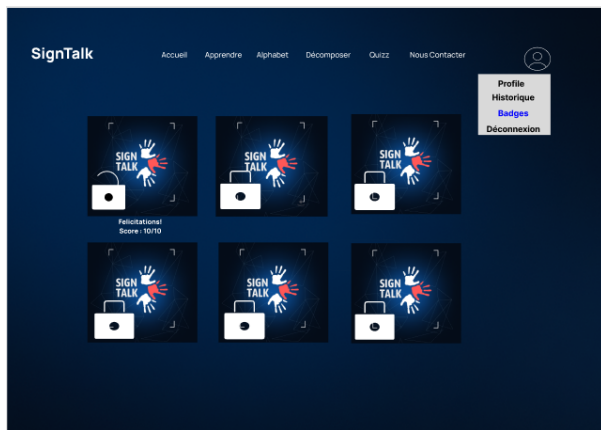 SignTalk
Accueil Apprendre Alphabet Décomposer Quizz Nous Contacter
Profile
Historique
Badges
Déconnexion
SIGN
TALK
SIGN
TALK
SIGN
TALK
Felicitations!
Score : 10/10
SIGN
TALK
SIGN
TALK
SIGN
TALK